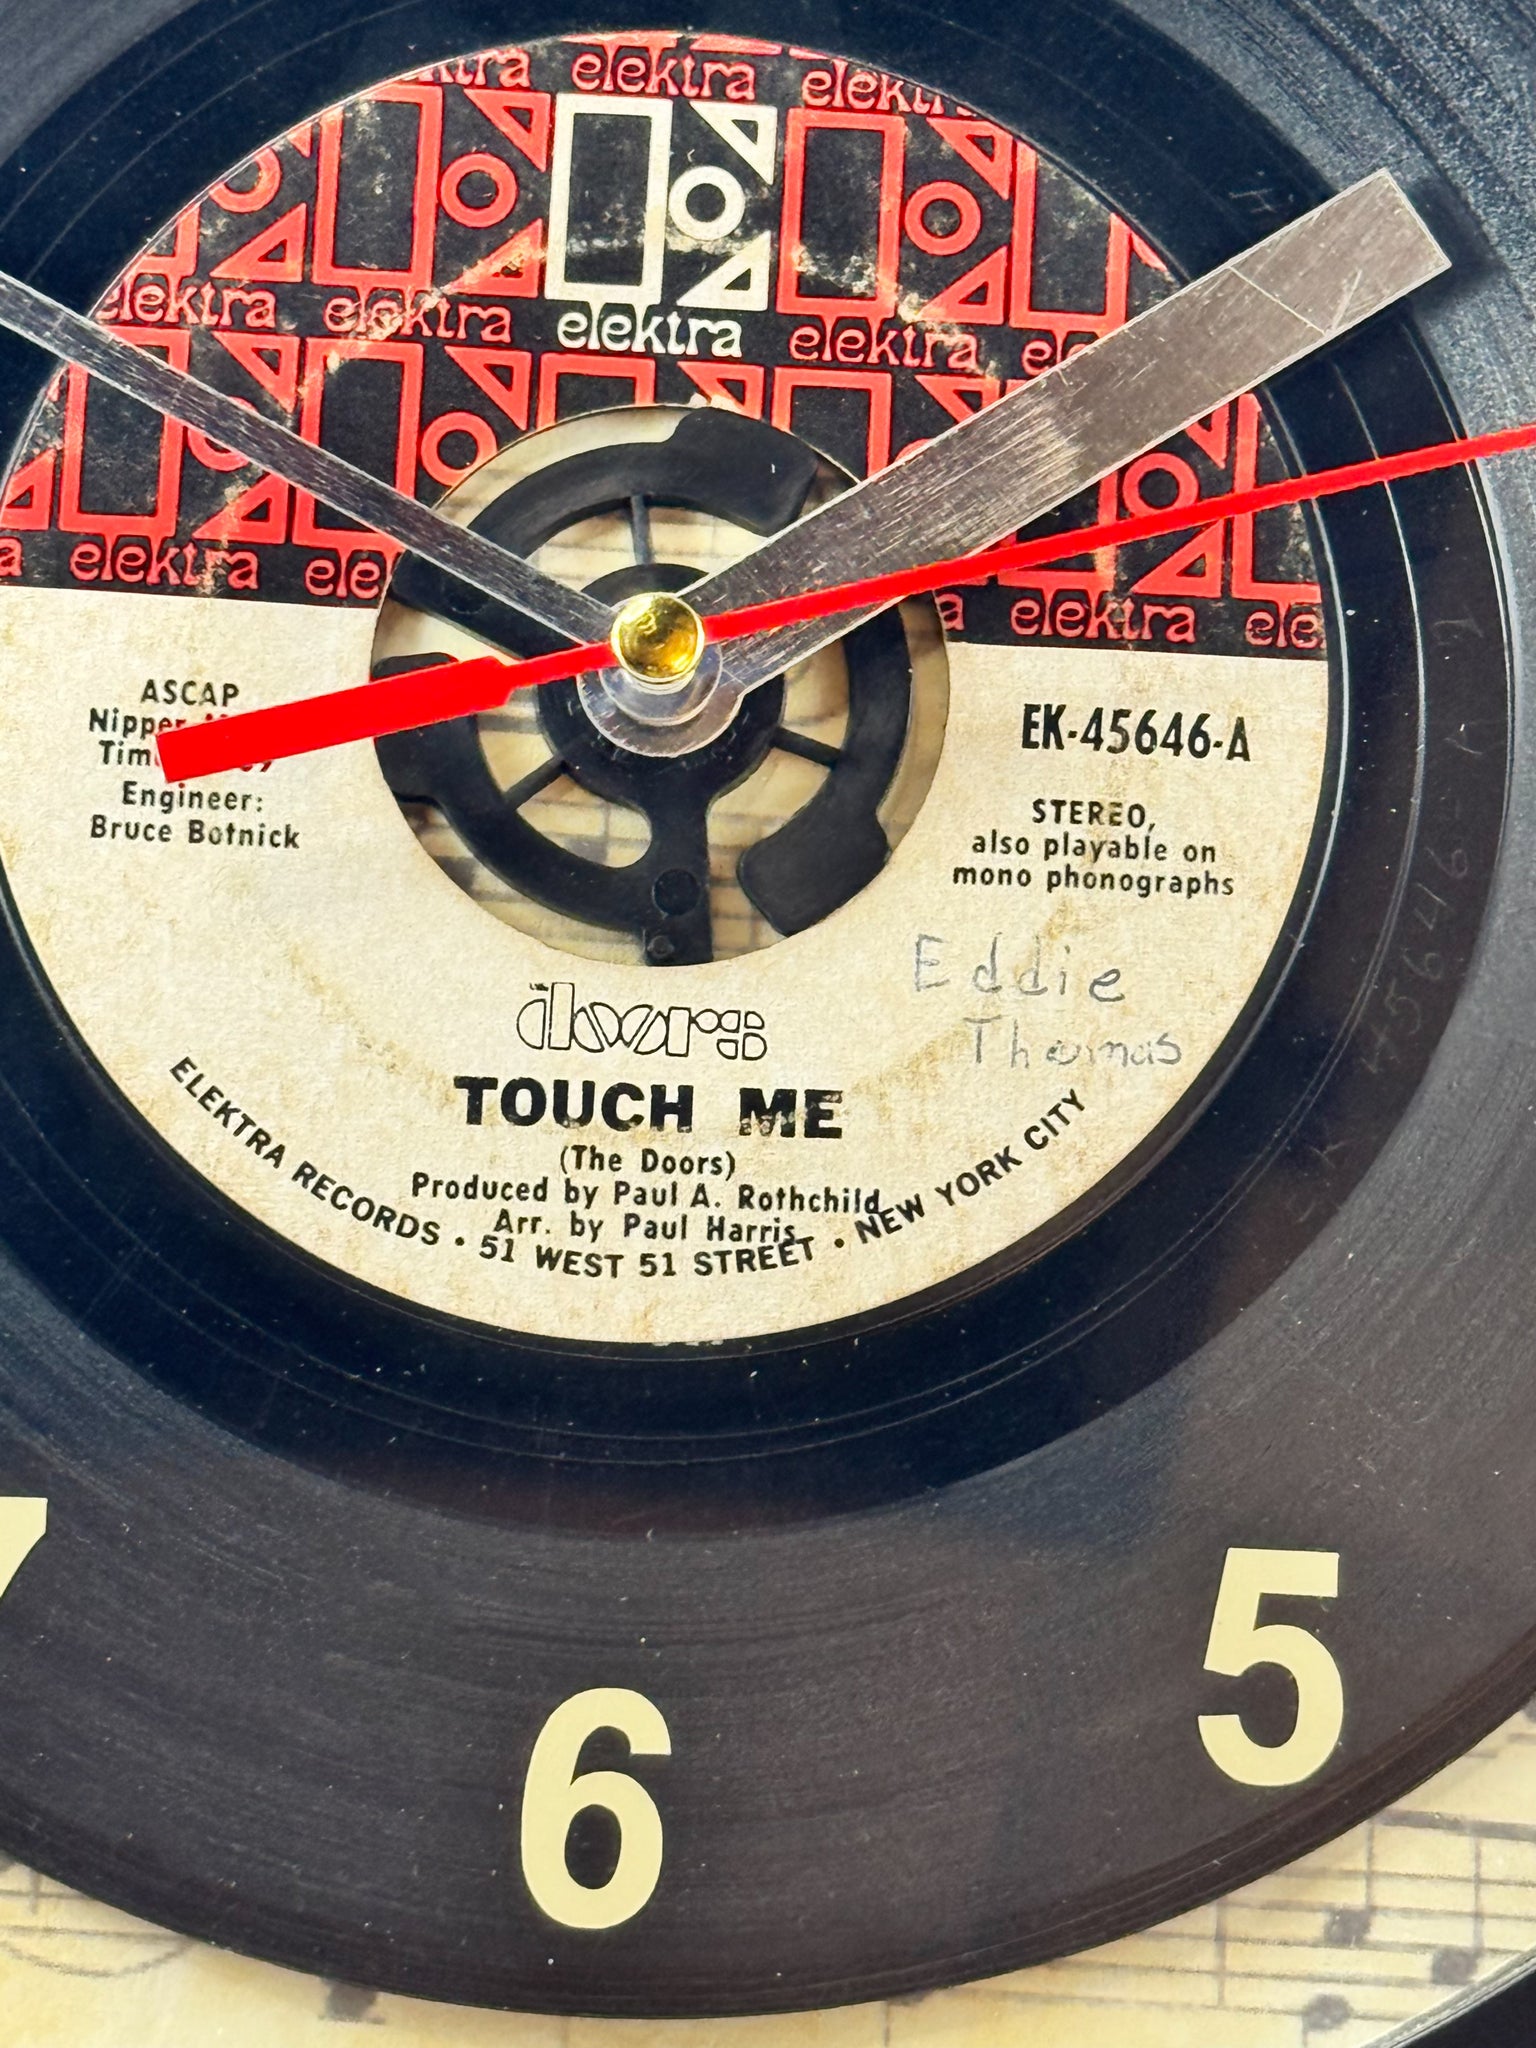 elektra elektra
elektra
elektra elektra elektra elektra
elektra
elektra elektra
ASCAP
Engineer:
Bruce Botnick
EK-45646-A
STEREO,
also playable on
mono phonographs
Eddie
Thomas
doors
TOUCH ME
(The Doors)
Produced by Paul A. Rothchild
Arr. by Paul Harris
ELEKTRA RECORDS • 51 WEST 51 STREET • NEW YORK CITY
7
6
5